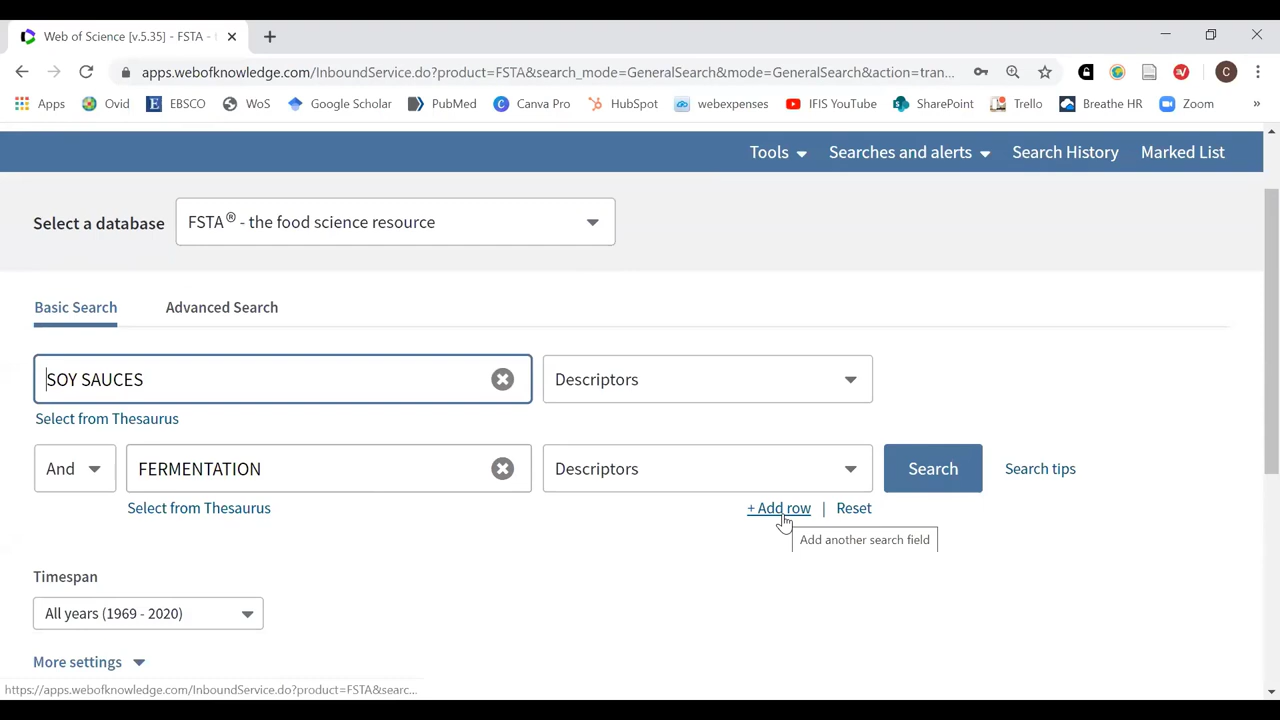 Web of Science [v.5.35] - FSTA -
apps.webofknowledge.com/InboundService.do?product=FSTA&search_mode=GeneralSearch&mode=GeneralSearch&action=tran...
C
Apps Ovid EBSCO WoS Google Scholar PubMed Canva Pro HubSpot webexpenses IFIS YouTube SharePoint Trello Breathe HR Zoom »
Tools Searches and alerts Search History Marked List
Select a database FSTA® - the food science resource
Basic Search Advanced Search
SOY SAUCES Descriptors
Select from Thesaurus
And FERMENTATION Descriptors Search Search tips
Select from Thesaurus + Add row | Reset
Add another search field
Timespan
All years (1969 - 2020)
More settings
https://apps.webofknowledge.com/InboundService.do?product=FSTA&searc...